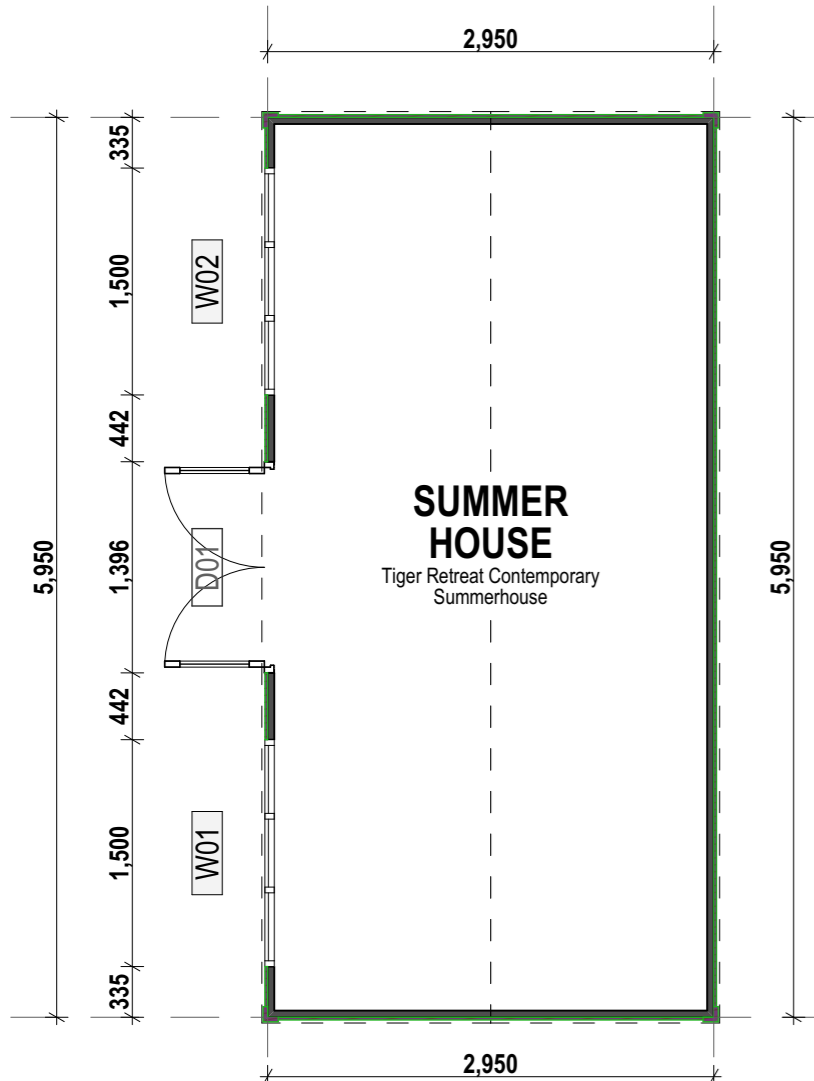 2,950
335
1,500
442
1,396
442
1,500
335
5,950
5,950
W02
D01
W01
SUMMER
HOUSE
Tiger Retreat Contemporary
Summerhouse
2,950